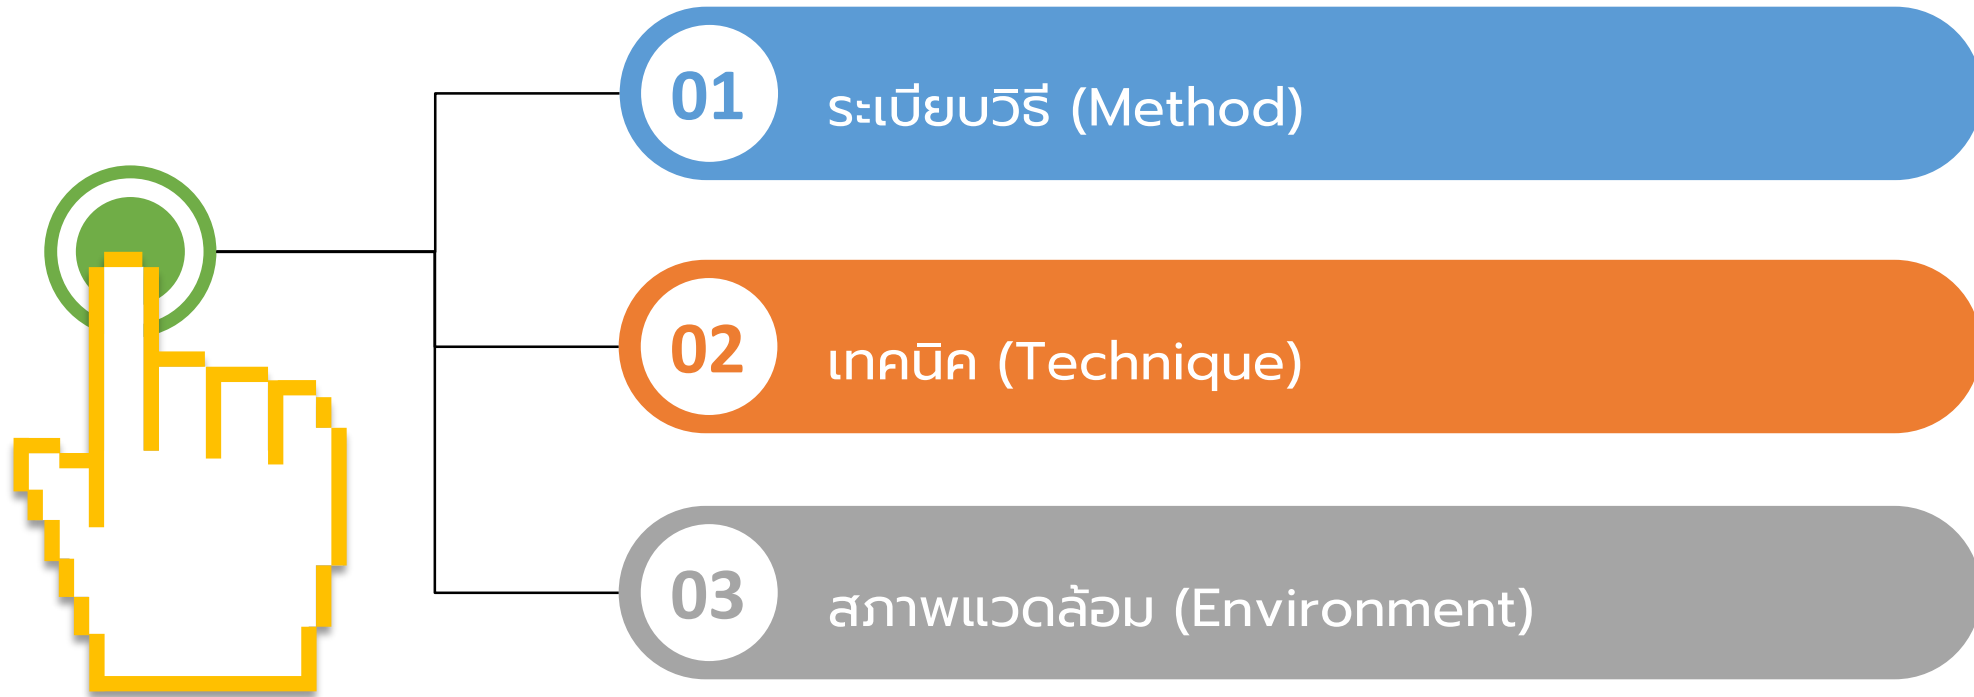 01
ระเบียบวิธี (Method)
02
เทคนิค (Technique)
03
สภาพแวดล้อม (Environment)